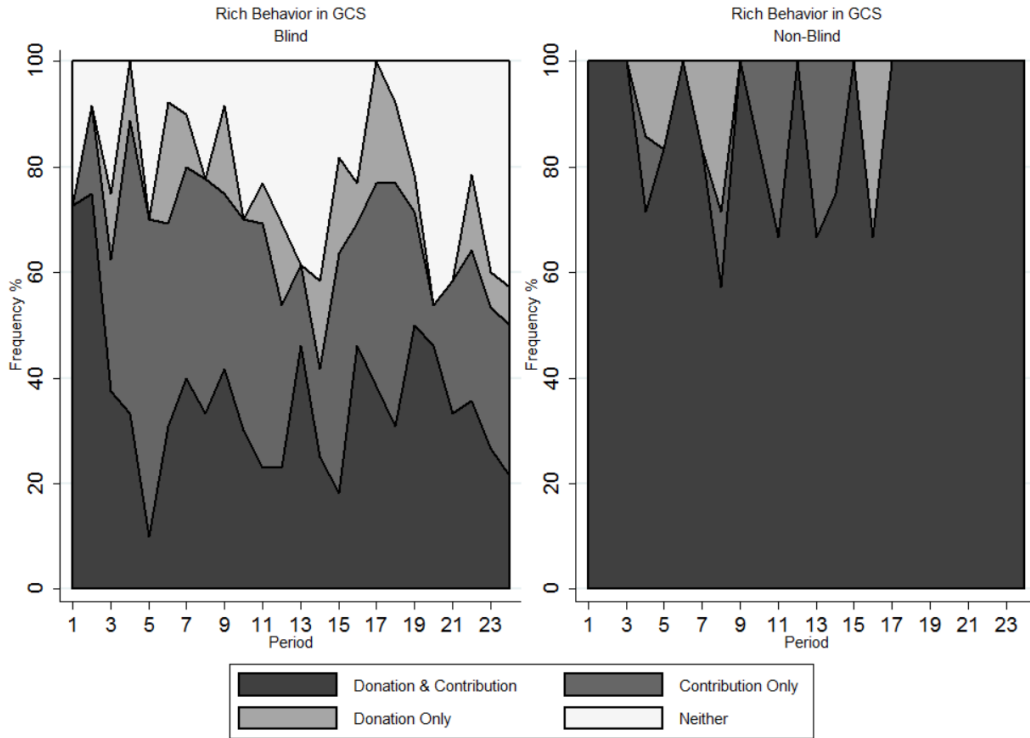 Rich Behavior in GCS
Blind
Frequency %
100
80
60
40
20
0
1 3 5 7 9 11 13 15 17 19 21 23
Period
Rich Behavior in GCS
Non-Blind
Frequency %
100
80
60
40
20
0
1 3 5 7 9 11 13 15 17 19 21 23
Period
Donation & Contribution
Contribution Only
Donation Only
Neither